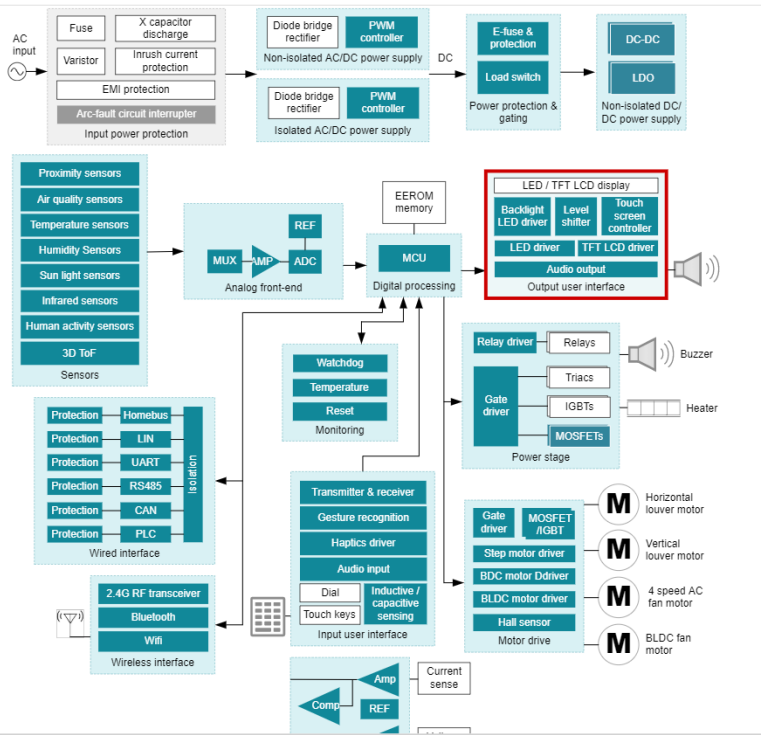 AC
input
Fuse
X capacitor
discharge
Varistor
Inrush current
protection
EMI protection
Arc-fault circuit interrupter
Input power protection
Diode bridge
rectifier
PWM
controller
Non-isolated AC/DC power supply
Diode bridge
rectifier
PWM
controller
Isolated AC/DC power supply
DC
E-fuse &
protection
Load switch
Power protection &
gating
DC-DC
LDO
Non-isolated DC/
DC power supply
Proximity sensors
Air quality sensors
Temperature sensors
Humidity Sensors
Sun light sensors
Infrared sensors
Human activity sensors
3D ToF
Sensors
REF
MUX
AMP
ADC
Analog front-end
EEROM
memory
MCU
Digital processing
LED / TFT LCD display
Backlight
LED driver
Level
shifter
Touch
screen
controller
LED driver
TFT LCD driver
Audio output
Output user interface
Watchdog
Temperature
Reset
Monitoring
Relay driver
Relays
Buzzer
Gate
driver
Triacs
IGBTs
MOSFETs
Heater
Power stage
Protection
Homebus
Protection
LIN
Protection
UART
Protection
RS485
Protection
CAN
Protection
PLC
Isolation
Wired interface
Transmitter & receiver
Gesture recognition
Haptics driver
Audio input
Dial
Touch keys
Inductive /
capacitive
sensing
Input user interface
Gate
driver
MOSFET
/IGBT
Step motor driver
BDC motor Ddriver
BLDC motor driver
Hall sensor
Motor drive
M
Horizontal
louver motor
M
Vertical
louver motor
M
4 speed AC
fan motor
M
BLDC fan
motor
2.4G RF transceiver
Bluetooth
Wifi
Wireless interface
Amp
Current
sense
Comp
REF